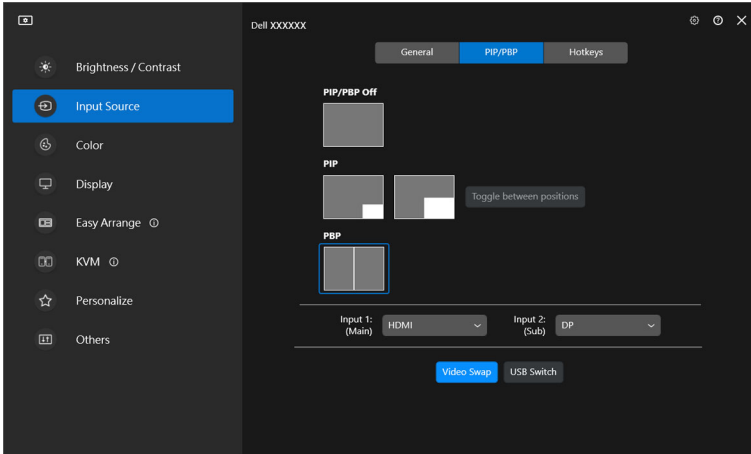 Dell XXXXXX
Brightness / Contrast
Input Source
Color
Display
Easy Arrange
KVM
Personalize
Others
General
PIP/PBP
Hotkeys
PIP/PBP Off
PIP
Toggle between positions
PBP
Input 1:
(Main)
HDMI
Input 2:
(Sub)
DP
Video Swap
USB Switch